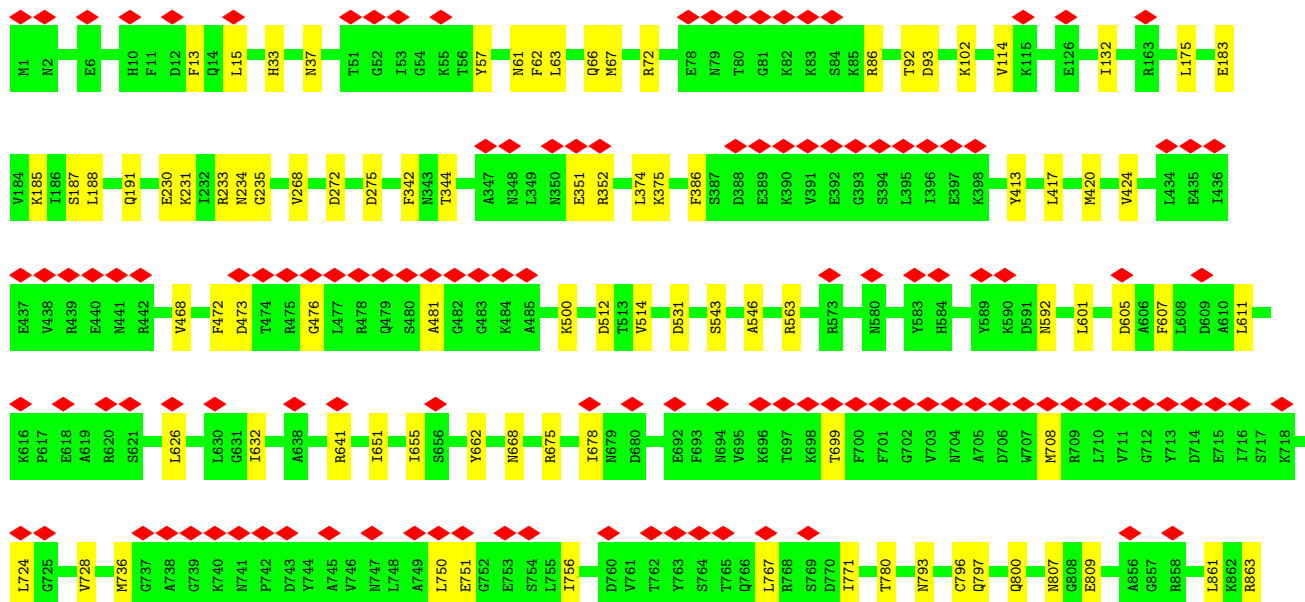 M1 N2 E6 H10 F11 D12 F13 Q14 L15 H33 N37 T51 G52 I53 G54 K55 T56 Y57 N61 F62 L63 Q66 M67 R72 E78 N79 T80 G81 K82 K83 S84 K85 R86 T92 D93 K102 V114 K115 E126 I132 R163 L175 E183
V184 K185 I186 S187 L188 Q191 E230 K231 I232 R233 N234 G235 V268 D272 D275 F342 N343 T344 A347 N348 L349 N350 E351 R352 L374 K375 F386 S387 D388 E389 K390 V391 E392 G393 S394 L395 I396 E397 K398 Y413 L417 M420 V424 L434 E435 I436
E437 V438 R439 E440 N441 R442 V468 F472 D473 T474 R475 G476 L477 R478 Q479 S480 A481 G482 G483 K484 A485 K500 D512 T513 V514 D531 S543 A546 R563 R573 N580 Y583 H584 Y589 K590 D591 N592 L601 D605 A606 F607 L608 D609 A610 L611
K616 P617 E618 A619 R620 S621 L626 L630 G631 I632 A638 R641 I651 I655 S656 Y662 N668 R675 I678 N679 D680 E692 F693 N694 V695 K696 T697 K698 T699 F700 F701 G702 V703 N704 A705 D706 W707 M708 R709 L710 V711 G712 Y713 D714 E715 I716 S717 K718
L724 G725 V728 M736 G737 A738 G739 K740 N741 P742 D743 Y744 A745 V746 N747 L748 A749 L750 E751 G752 E753 S754 L755 I756 D760 V761 T762 Y763 S764 T765 Q766 L767 R768 S769 D770 I771 T780 N793 C796 Q797 Q800 N807 G808 E809 A856 G857 R858 L861 K862 R863